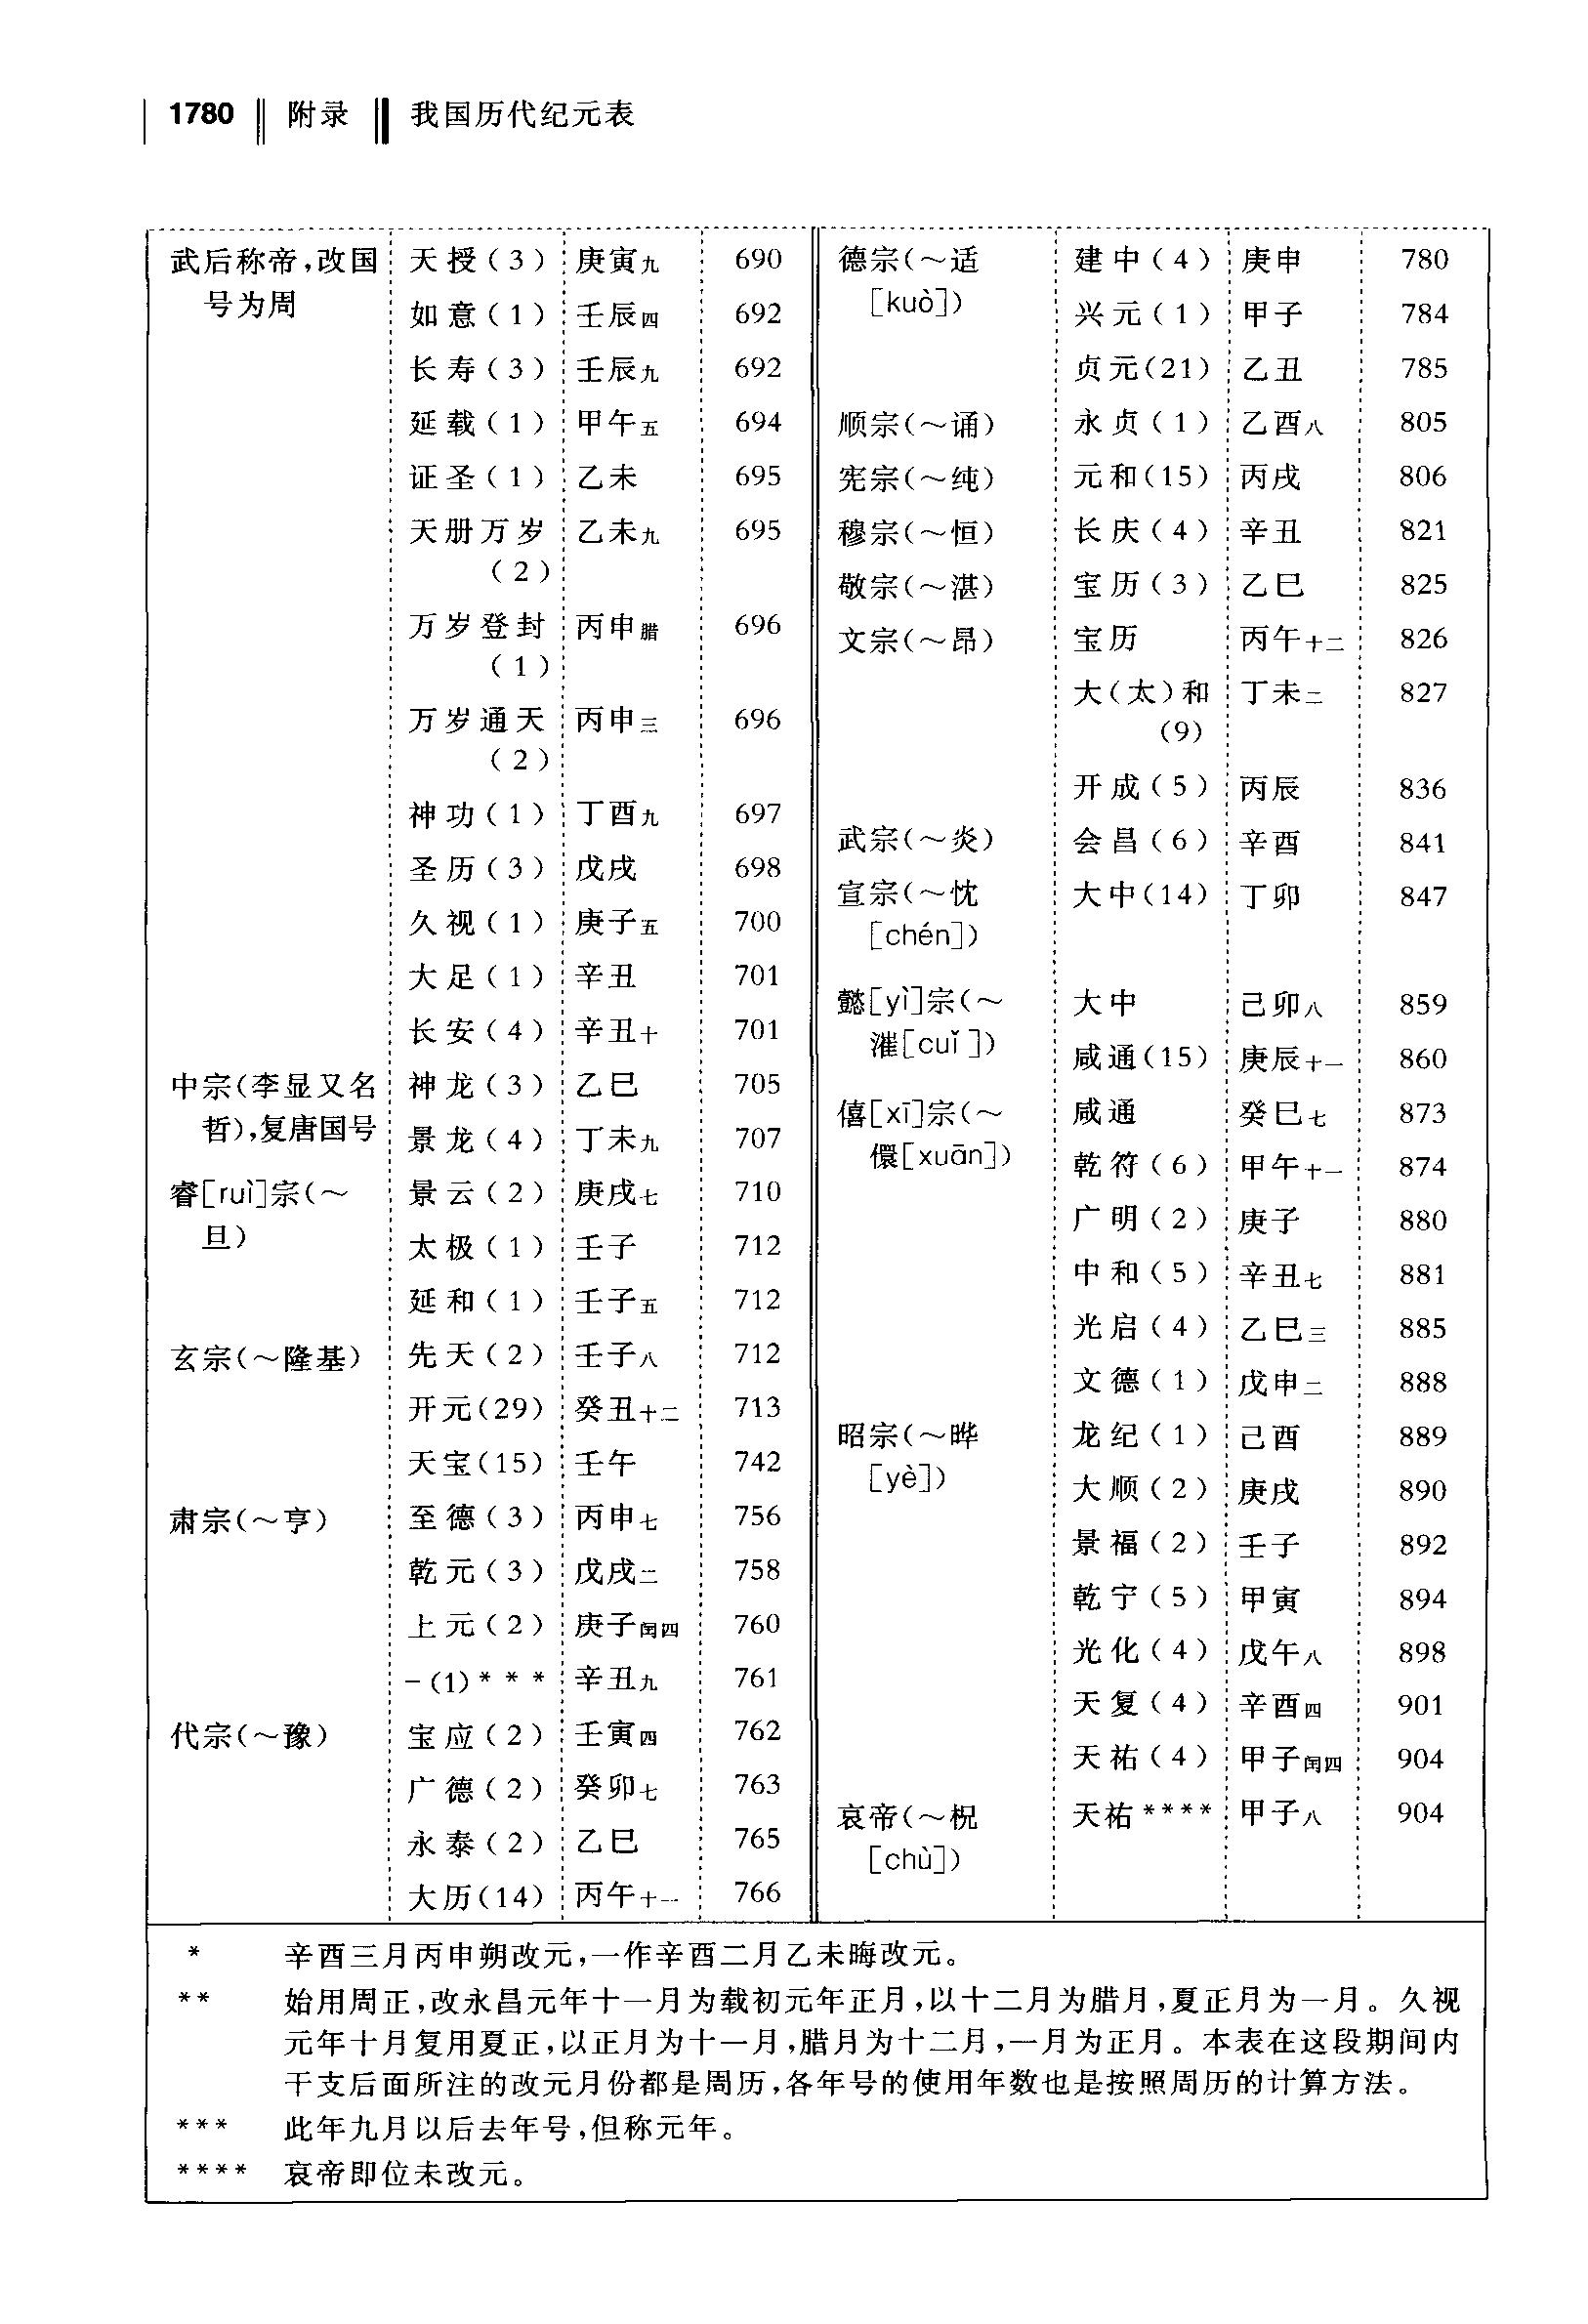 1780 附录 我国历代纪元表
武后称帝,改国 天授(3) 庚寅九 690
号为周
如意(1) 壬辰四 692
长寿(3) 壬辰九 692
延载(1) 甲午五 694
证圣(1) 乙未 695
天册万岁 乙未九 695
(2)
万岁登封 丙申腊 696
(1)
万岁通天 丙申三 696
(2)
神功(1) 丁酉九 697
圣历(3) 戊戌 698
久视(1) 庚子五 700
大足(1) 辛丑 701
长安(4) 辛丑十 701
中宗(李显又名 神龙(3) 乙巳 705
哲),复唐国号
景龙(4) 丁未九 707
睿[ruì]宗(～ 景云(2) 庚戌七 710
旦)
太极(1) 壬子 712
延和(1) 壬子五 712
玄宗(～隆基) 先天(2) 壬子八 712
开元(29) 癸丑十二 713
天宝(15) 壬午 742
肃宗(～亨) 至德(3) 丙申七 756
乾元(3) 戊戌二 758
上元(2) 庚子闰四 760
-(1)*** 辛丑九 761
代宗(～豫) 宝应(2) 壬寅四 762
广德(2) 癸卯七 763
永泰(2) 乙巳 765
大历(14) 丙午十一 766
德宗(～适 建中(4) 庚申 780
[kuò])
兴元(1) 甲子 784
贞元(21) 乙丑 785
顺宗(～诵) 永贞(1) 乙酉八 805
宪宗(～纯) 元和(15) 丙戌 806
穆宗(～恒) 长庆(4) 辛丑 821
敬宗(～湛) 宝历(3) 乙巳 825
文宗(～昂) 宝历 丙午十二 826
大(太)和 丁未二 827
(9)
开成(5) 丙辰 836
武宗(～炎) 会昌(6) 辛酉 841
宣宗(～忱 大中(14) 丁卯 847
[chén])
懿[yì]宗(～ 大中 己卯八 859
漼[cuǐ])
咸通(15) 庚辰十一 860
僖[xī]宗(～ 咸通 癸巳七 873
儇[xuān])
乾符(6) 甲午十一 874
广明(2) 庚子 880
中和(5) 辛丑七 881
光启(4) 乙巳三 885
文德(1) 戊申二 888
昭宗(～晔 龙纪(1) 己酉 889
[yè])
大顺(2) 庚戌 890
景福(2) 壬子 892
乾宁(5) 甲寅 894
光化(4) 戊午八 898
天复(4) 辛酉四 901
天祐(4) 甲子闰四 904
哀帝(～柷 天祐**** 甲子八 904
[chù])
* 辛酉三月丙申朔改元,一作辛酉二月乙未晦改元。
** 始用周正,改永昌元年十一月为载初元年正月,以十二月为腊月,夏正月为一月。久视
元年十月复用夏正,以正月为十一月,腊月为十二月,一月为正月。本表在这段期间内
干支后面所注的改元月份都是周历,各年号的使用年数也是按照周历的计算方法。
*** 此年九月以后去年号,但称元年。
**** 哀帝即位未改元。